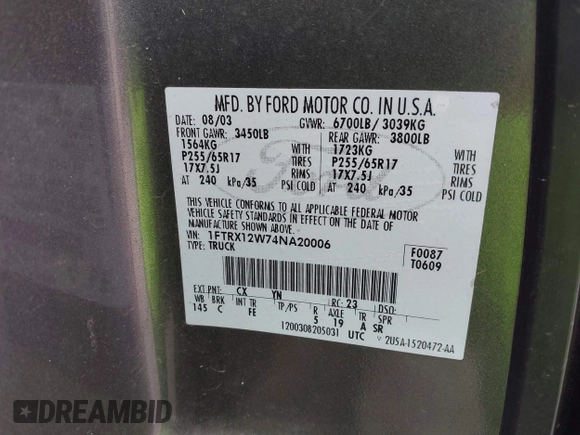 MFD. BY FORD MOTOR CO. IN U.S.A.
DATE: 08/03 GVWR: 6700LB/ 3039KG
FRONT GAWR: 3450LB REAR GAWR: 3800LB
1564KG WITH 1723KG WITH
P255/65R17 TIRES P255/65R17 TIRES
17X7.5J RIMS 17X7.5J RIMS
AT 240 kPa/35 PSI COLD AT 240 kPa/35 PSI COLD
Ford
THIS VEHICLE CONFORMS TO ALL APPLICABLE FEDERAL MOTOR
VEHICLE SAFETY STANDARDS IN EFFECT ON THE DATE OF
MANUFACTURE SHOWN ABOVE.
VIN: 1FTRX12W74NA20006 F0087
TYPE: TRUCK T0609
EXT PNT: CX YN RC: 23 DSO:
WB BRK INT TR TP/PS R AXLE TR SPR
145 C FE 5 19 A SR
1200308205031 UTC 2U5A-1520472-AA
DREAMBID